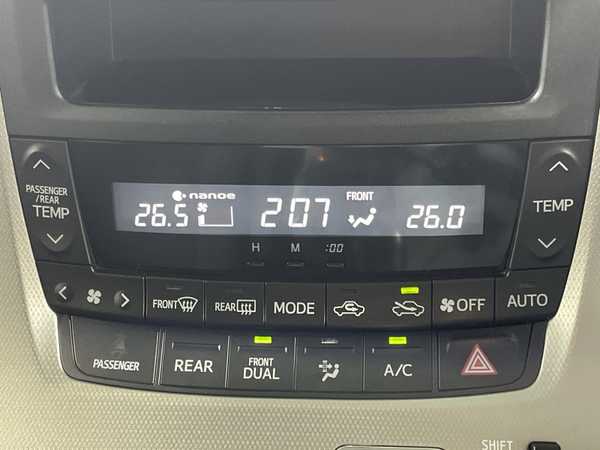 nanoe
FRONT
26.5 207 26.0
PASSENGER
/REAR
TEMP
TEMP
H M :00
FRONT REAR MODE OFF AUTO
PASSENGER REAR FRONT
DUAL A/C
SHIFT